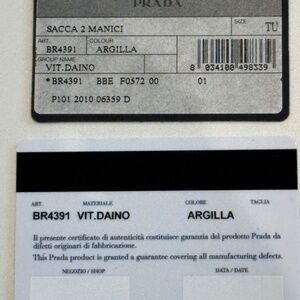 PRADA
SIZE
SACCA 2 MANICI TU
ART. COLOUR
BR4391 ARGILLA
GROUP NAME
VIT.DAINO
8 034100 498339
*BR4391 BBE F0572 00 01
P101 2010 06359 D
ART. MATERIALE COLORE TAGLIA
BR4391 VIT.DAINO ARGILLA
Il presente certificato di autenticità costituisce garanzia del prodotto Prada da
difetti originari di fabbricazione.
This Prada product is granted a guarantee covering all manufacturing defects.
NEGOZIO / SHOP DATA / DATE